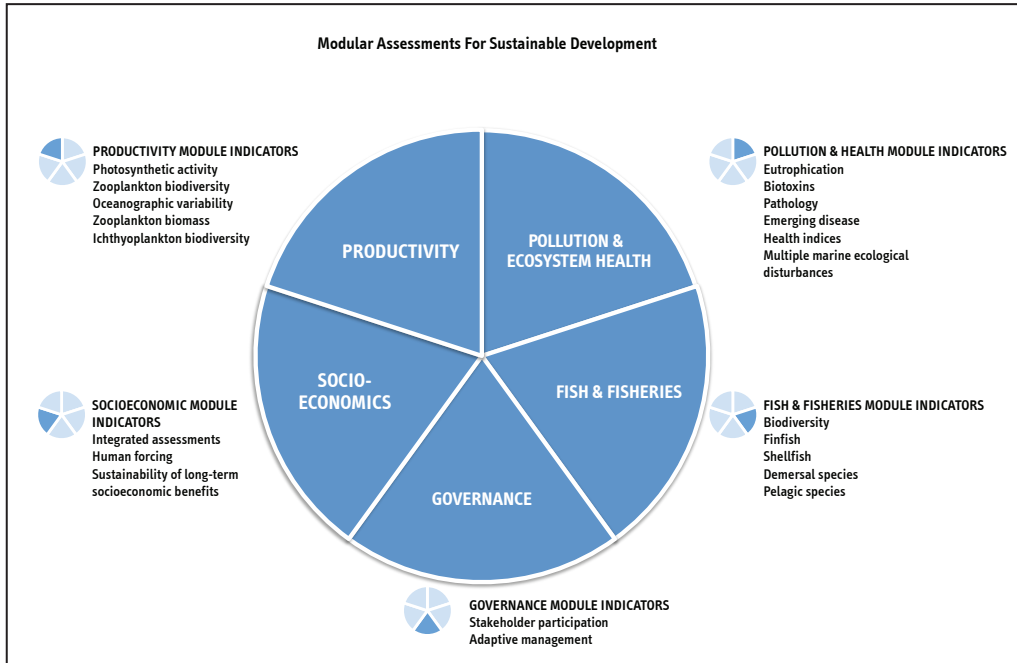 Modular Assessments For Sustainable Development
PRODUCTIVITY MODULE INDICATORS
Photosynthetic activity
Zooplankton biodiversity
Oceanographic variability
Zooplankton biomass
Ichthyoplankton biodiversity
POLLUTION & HEALTH MODULE INDICATORS
Eutrophication
Biotoxins
Pathology
Emerging disease
Health indices
Multiple marine ecological
disturbances
PRODUCTIVITY
POLLUTION &
ECOSYSTEM HEALTH
SOCIO-
ECONOMICS
FISH & FISHERIES
GOVERNANCE
SOCIOECONOMIC MODULE
INDICATORS
Integrated assessments
Human forcing
Sustainability of long-term
socioeconomic benefits
FISH & FISHERIES MODULE INDICATORS
Biodiversity
Finfish
Shellfish
Demersal species
Pelagic species
GOVERNANCE MODULE INDICATORS
Stakeholder participation
Adaptive management